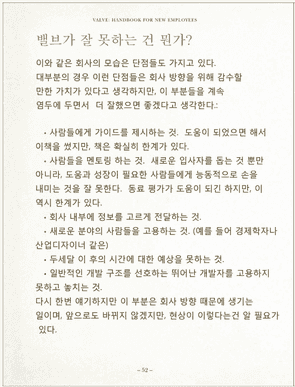 VALVE: HANDBOOK FOR NEW EMPLOYEES
밸브가 잘 못하는 건 뭔가?
이와 같은 회사의 모습은 단점들도 가지고 있다.
대부분의 경우 이런 단점들은 회사 방향을 위해 감수할
만한 가치가 있다고 생각하지만, 이 부분들을 계속
염두에 두면서 더 잘했으면 좋겠다고 생각한다.:
• 사람들에게 가이드를 제시하는 것. 도움이 되었으면 해서
이책을 썼지만, 책은 확실히 한계가 있다.
• 사람들을 멘토링 하는 것. 새로운 입사자를 돕는 것 뿐만
아니라, 도움과 성장이 필요한 사람들에게 능동적으로 손을
내미는 것을 잘 못한다. 동료 평가가 도움이 되긴 하지만, 이
역시 한계가 있다.
• 회사 내부에 정보를 고르게 전달하는 것.
• 새로운 분야의 사람들을 고용하는 것. (예를 들어 경제학자나
산업디자이너 같은)
• 두세달 이 후의 시간에 대한 예상을 못하는 것.
• 일반적인 개발 구조를 선호하는 뛰어난 개발자를 고용하지
못하고 놓치는 것.
다시 한번 얘기하지만 이 부분은 회사 방향 때문에 생기는
일이며, 앞으로도 바뀌지 않겠지만, 현상이 이렇다는건 알 필요가
있다.
– 52 –